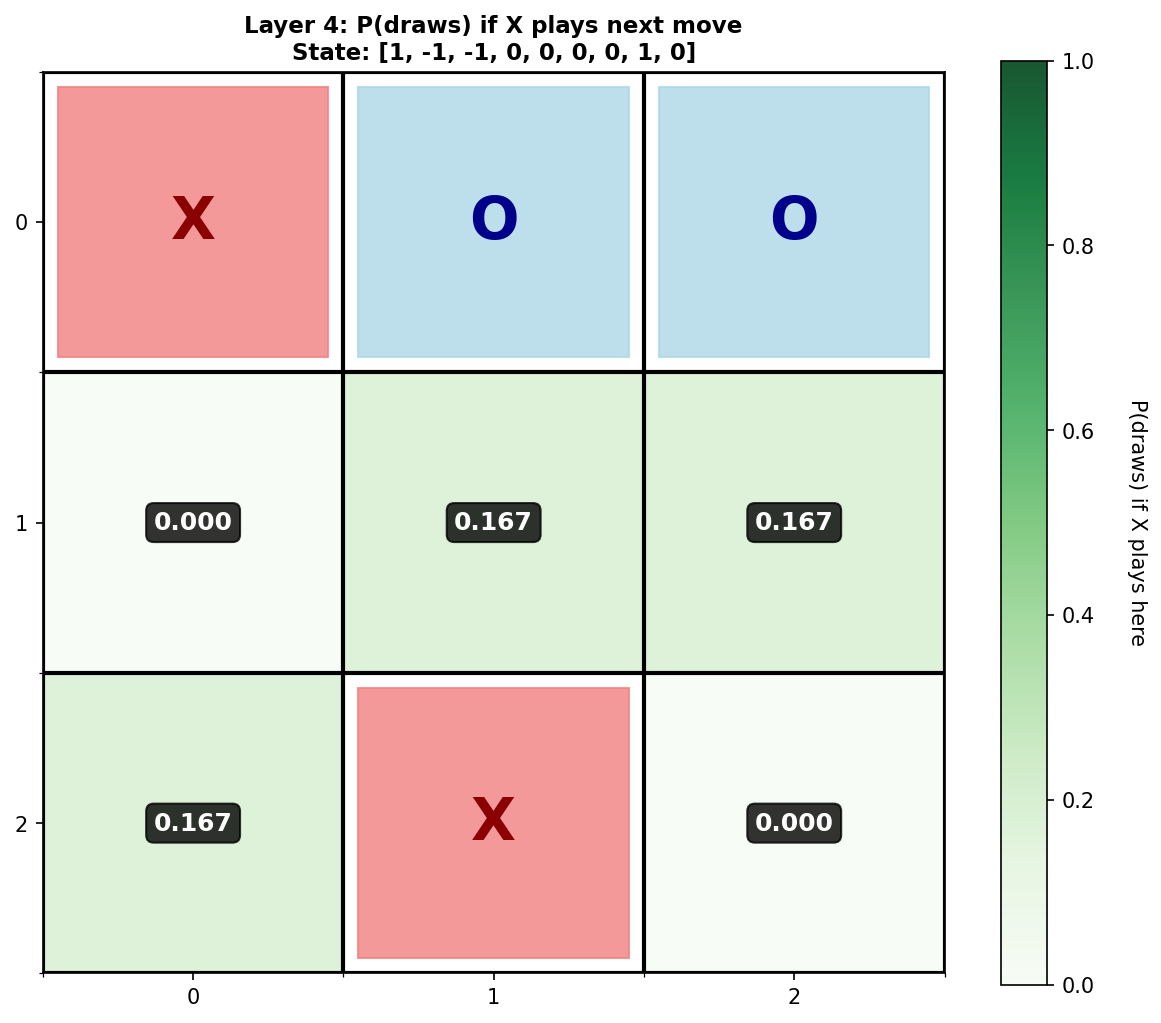 Layer 4: P(draws) if X plays next move
State: [1, -1, -1, 0, 0, 0, 0, 1, 0]
X
O
O
0
0.000
0.167
0.167
1
0.167
X
0.000
2
0
1
2
1.0
0.8
0.6
0.4
0.2
0.0
P(draws) if X plays here